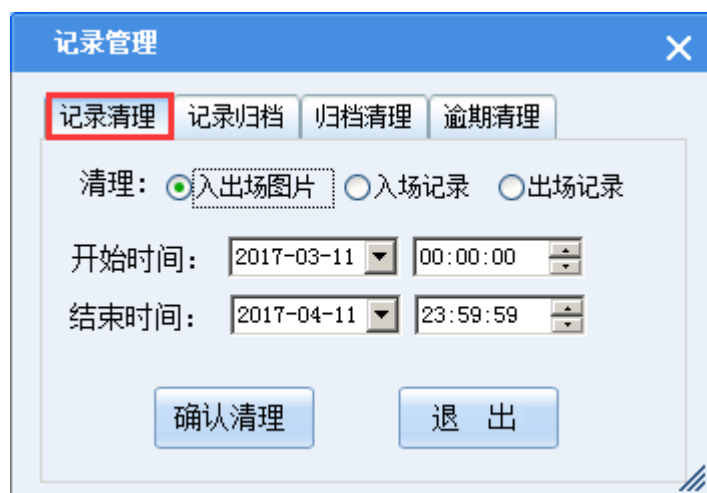 记录管理
记录清理 记录归档 归档清理 逾期清理
清理: 入出场图片 入场记录 出场记录
开始时间: 2017-03-11 00:00:00
结束时间: 2017-04-11 23:59:59
确认清理 退 出